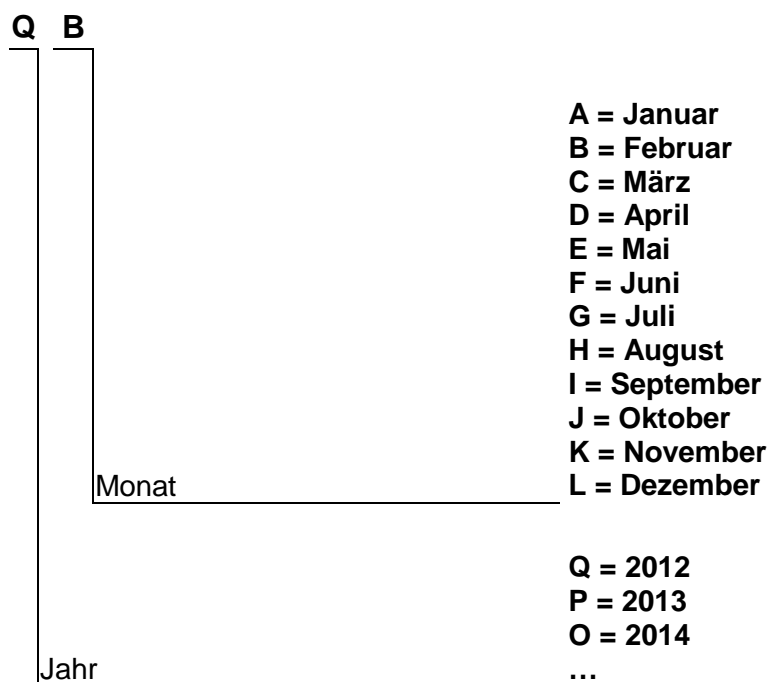 Q B
A = Januar
B = Februar
C = März
D = April
E = Mai
F = Juni
G = Juli
H = August
I = September
J = Oktober
K = November
Monat L = Dezember
Q = 2012
P = 2013
O = 2014
Jahr ...